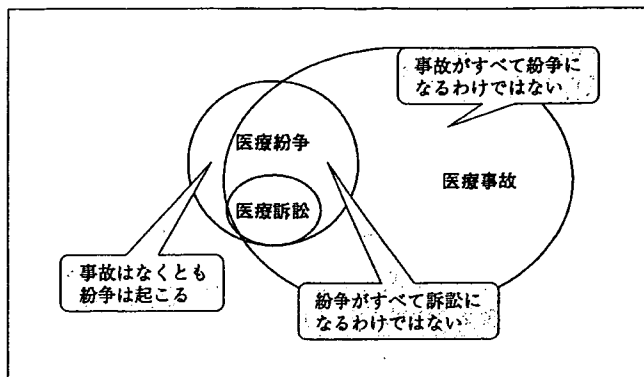 事故がすべて紛争に
なるわけではない
医療紛争
医療事故
医療訴訟
事故はなくとも
紛争は起こる
紛争がすべて訴訟に
なるわけではない